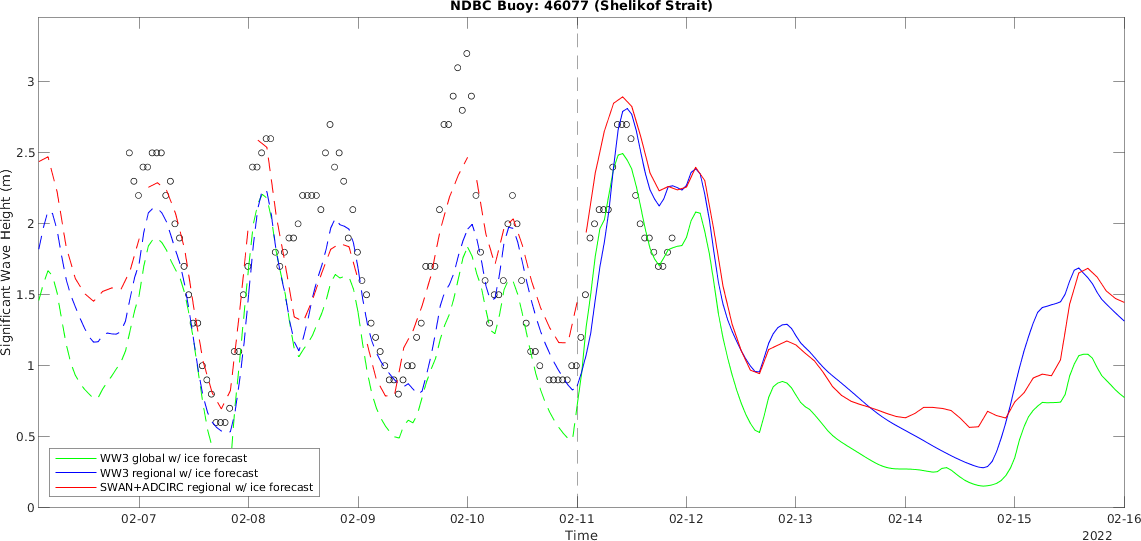 NDBC Buoy: 46077 (Shelikof Strait)
Significant Wave Height (m)
3
2.5
2
1.5
1
0.5
0
WW3 global w/ ice forecast
WW3 regional w/ ice forecast
SWAN+ADCIRC regional w/ ice forecast
02-07 02-08 02-09 02-10 02-11 02-12 02-13 02-14 02-15 02-16
Time
2022